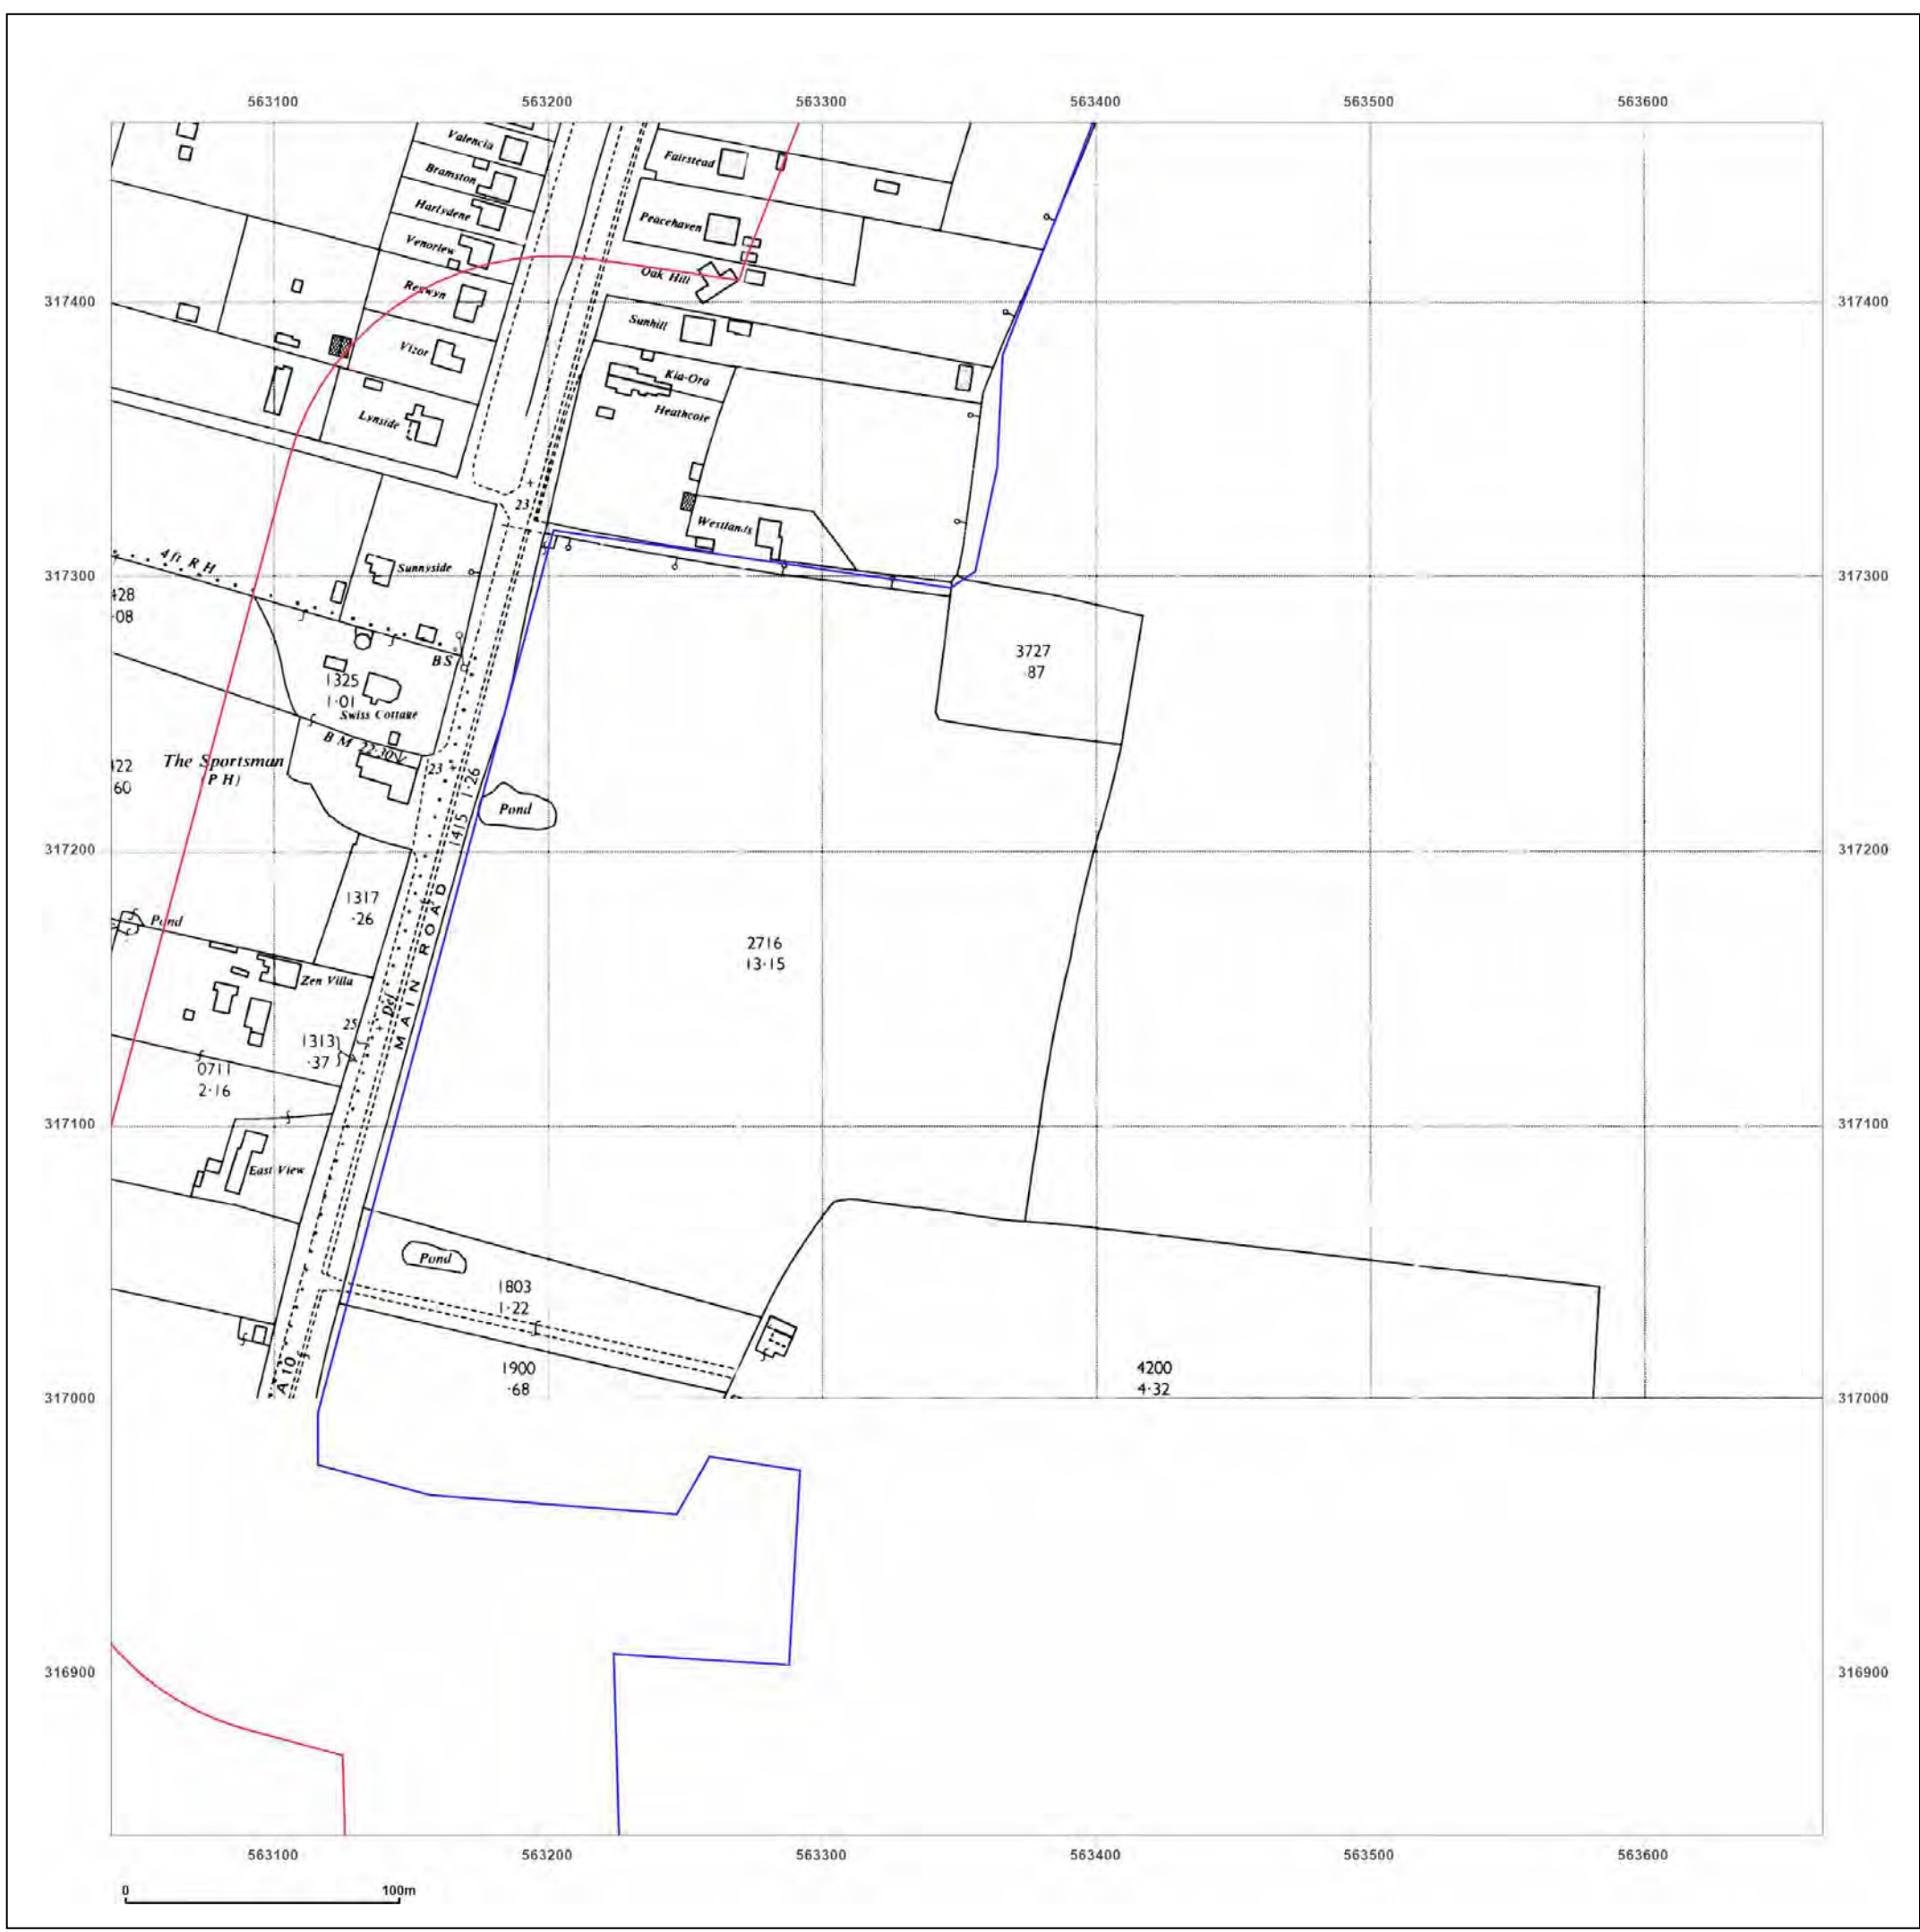 563100 563200 563300 563400 563500 563600
Valencia
Fairstead
Bramston
Hartsdene
Peacehaven
Venoriew
Oak Hill
Rexwyn
317400 317400
Sunhill
Vizor
Kia-Ora
Lynside
Heathcote
23
Westlands
4ft R H
Sunnyside
317300 317300
428
·08
B S
3727
·87
1325
1·01
Swiss Cottage
B M 22·30
The Sportsman
(P H)
422
60
23
1415 1·26
Pond
317200 317200
1317
·26
Pond
MAIN ROAD
2716
13·15
Zen Villa
Def
25
1313
·37
0711
2·16
317100 317100
East View
Pond
1803
1·22
1900
·68
4200
4·32
A 10
317000 317000
316900 316900
563100 563200 563300 563400 563500 563600
0 100m